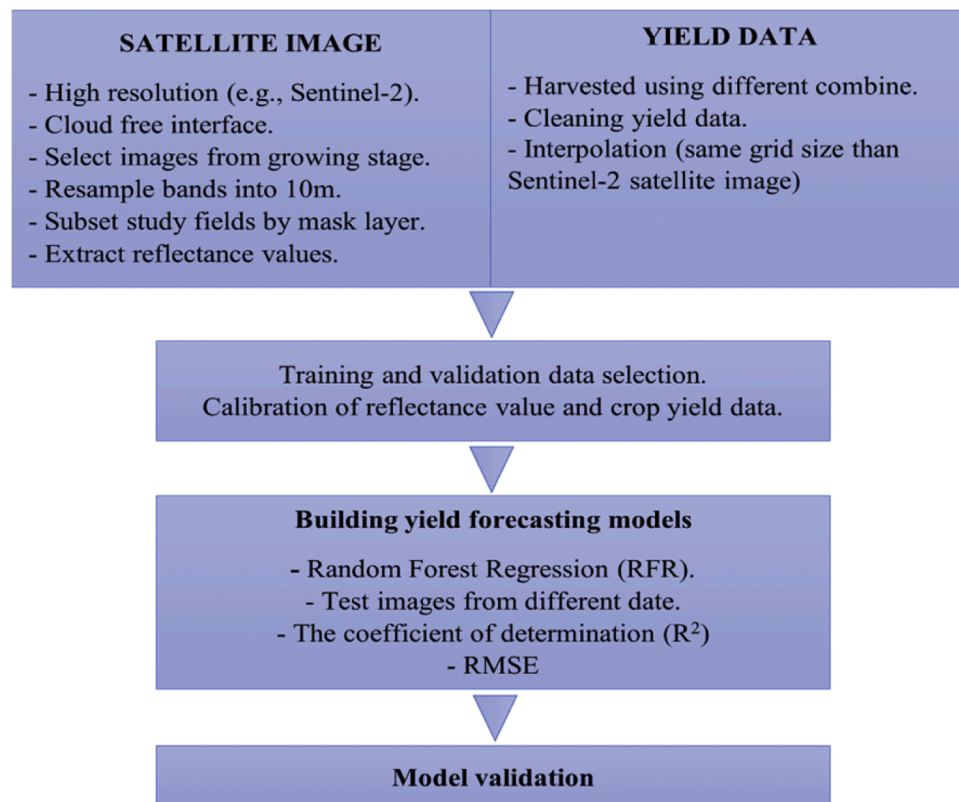 SATELLITE IMAGE
- High resolution (e.g., Sentinel-2).
- Cloud free interface.
- Select images from growing stage.
- Resample bands into 10m.
- Subset study fields by mask layer.
- Extract reflectance values.
YIELD DATA
- Harvested using different combine.
- Cleaning yield data.
- Interpolation (same grid size than
Sentinel-2 satellite image)
Training and validation data selection.
Calibration of reflectance value and crop yield data.
Building yield forecasting models
- Random Forest Regression (RFR).
- Test images from different date.
- The coefficient of determination (R²)
- RMSE
Model validation